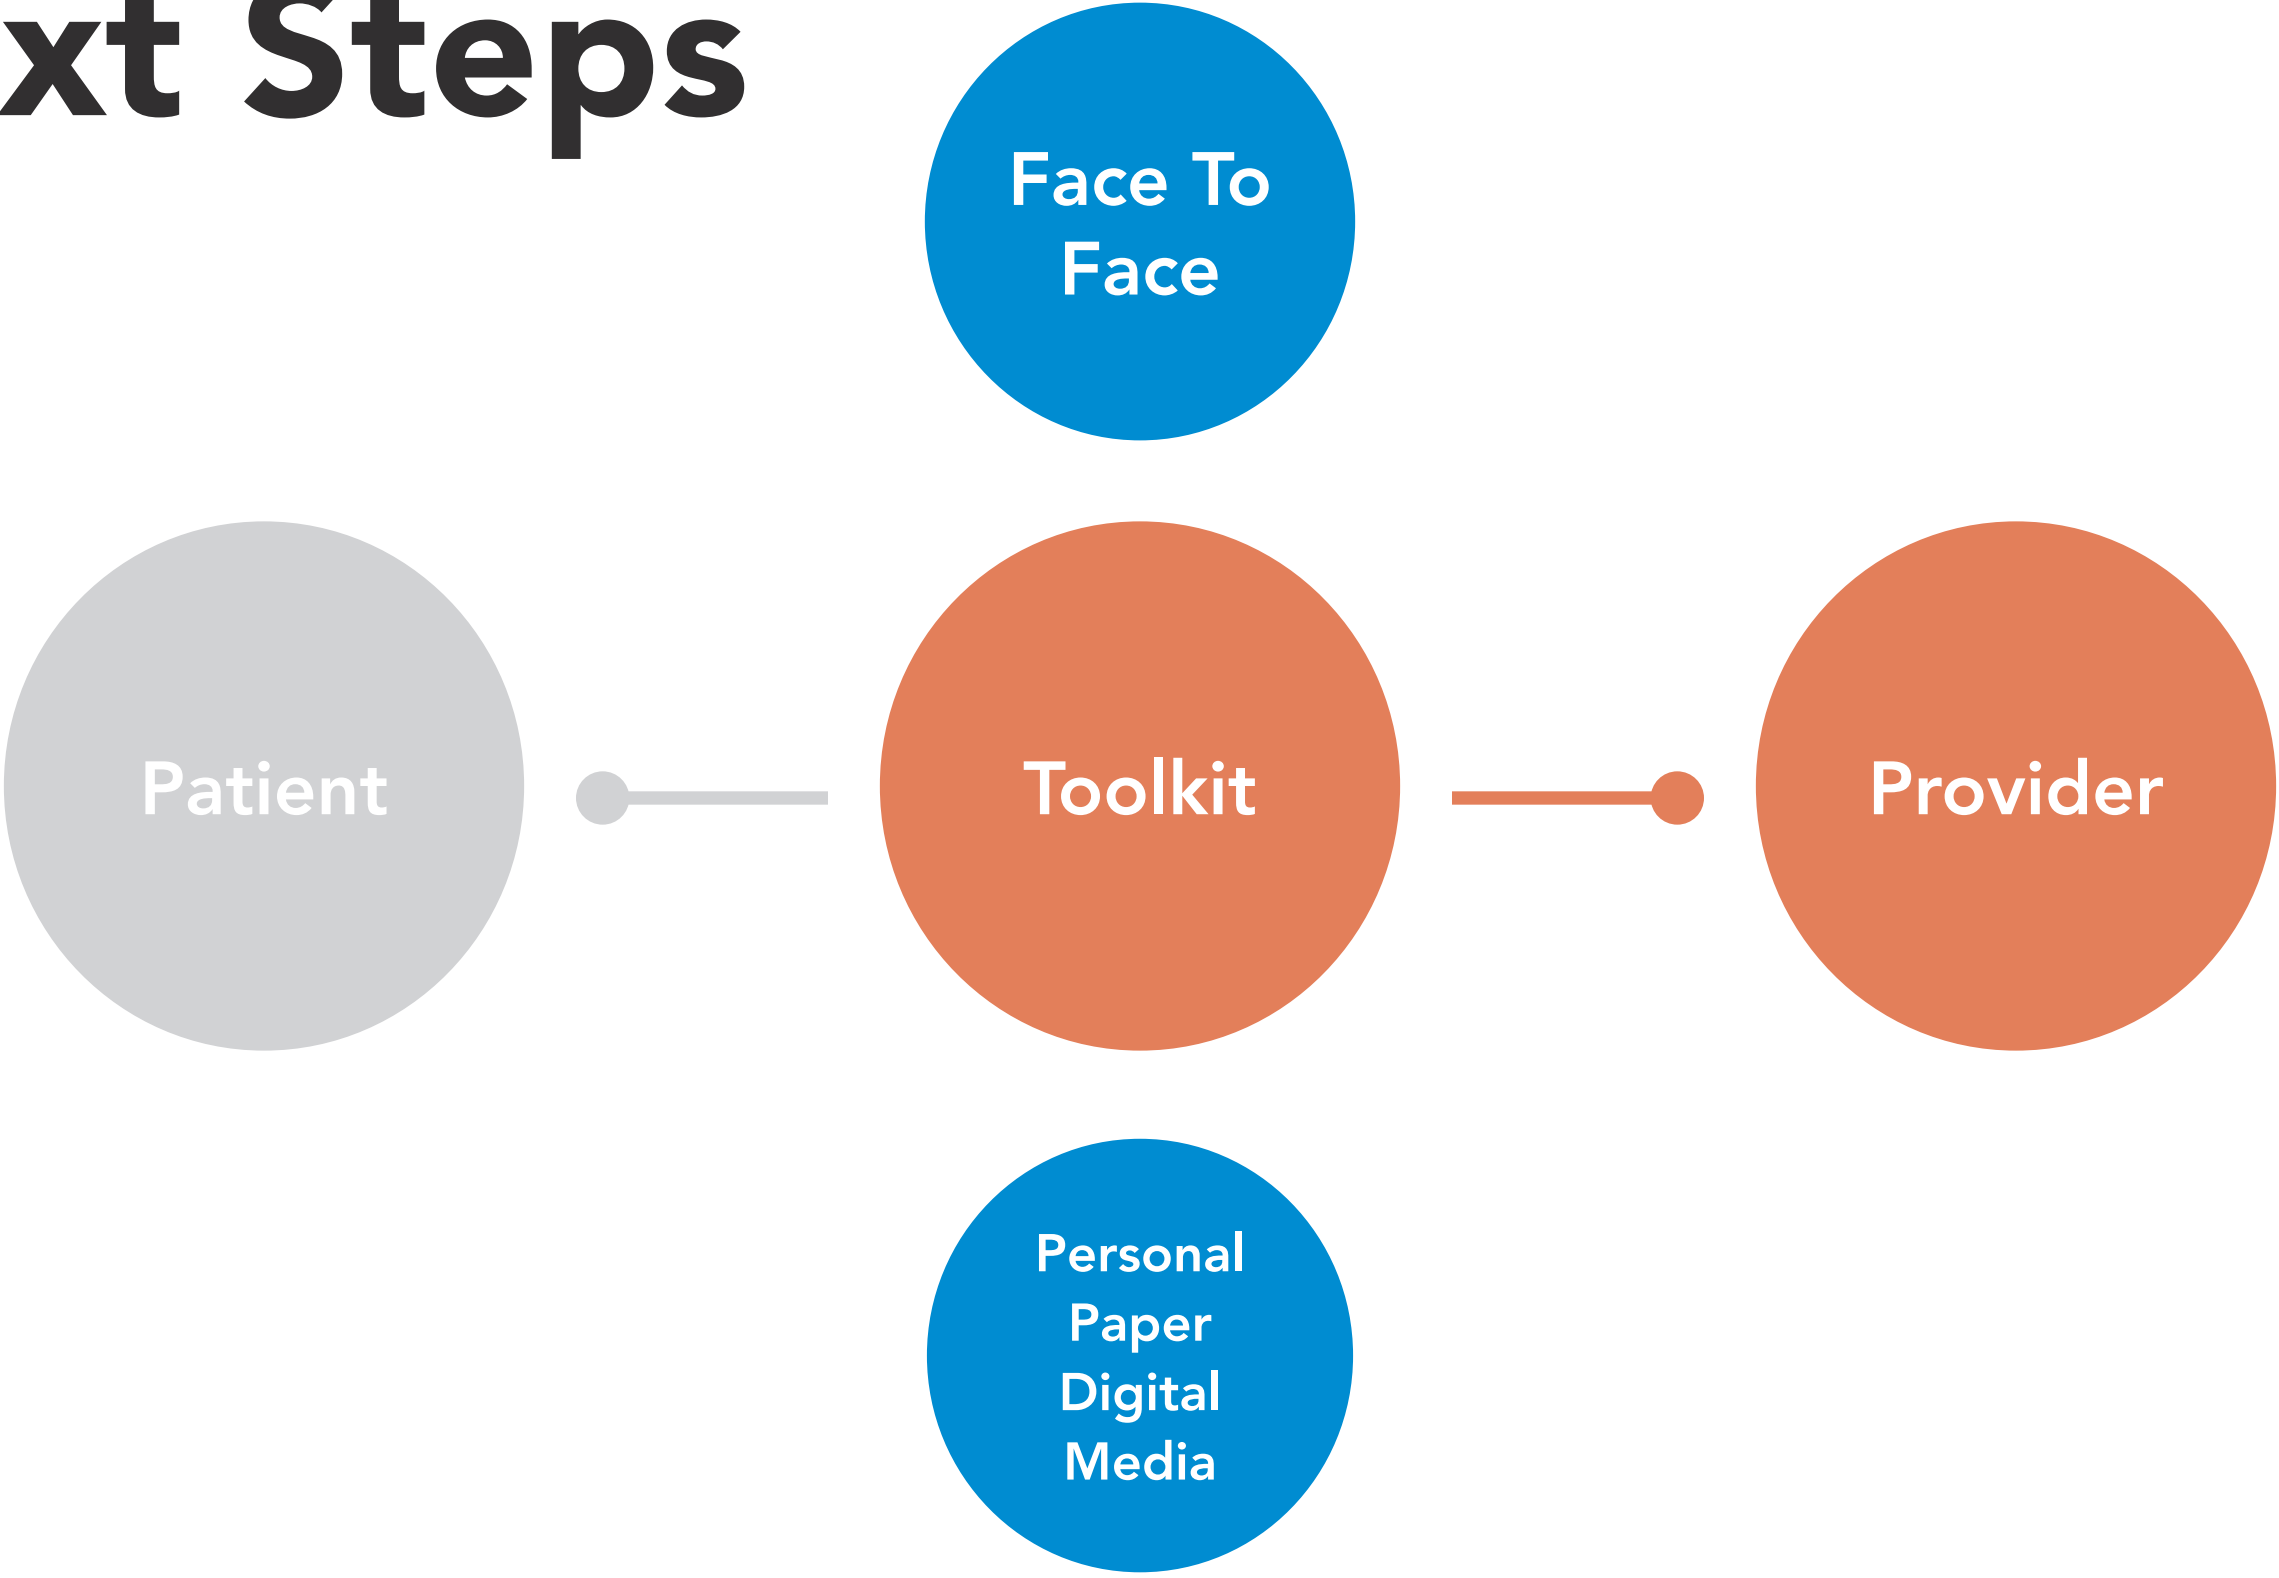 xt Steps
Face To
Face
Patient
Toolkit
Provider
Personal
Paper
Digital
Media